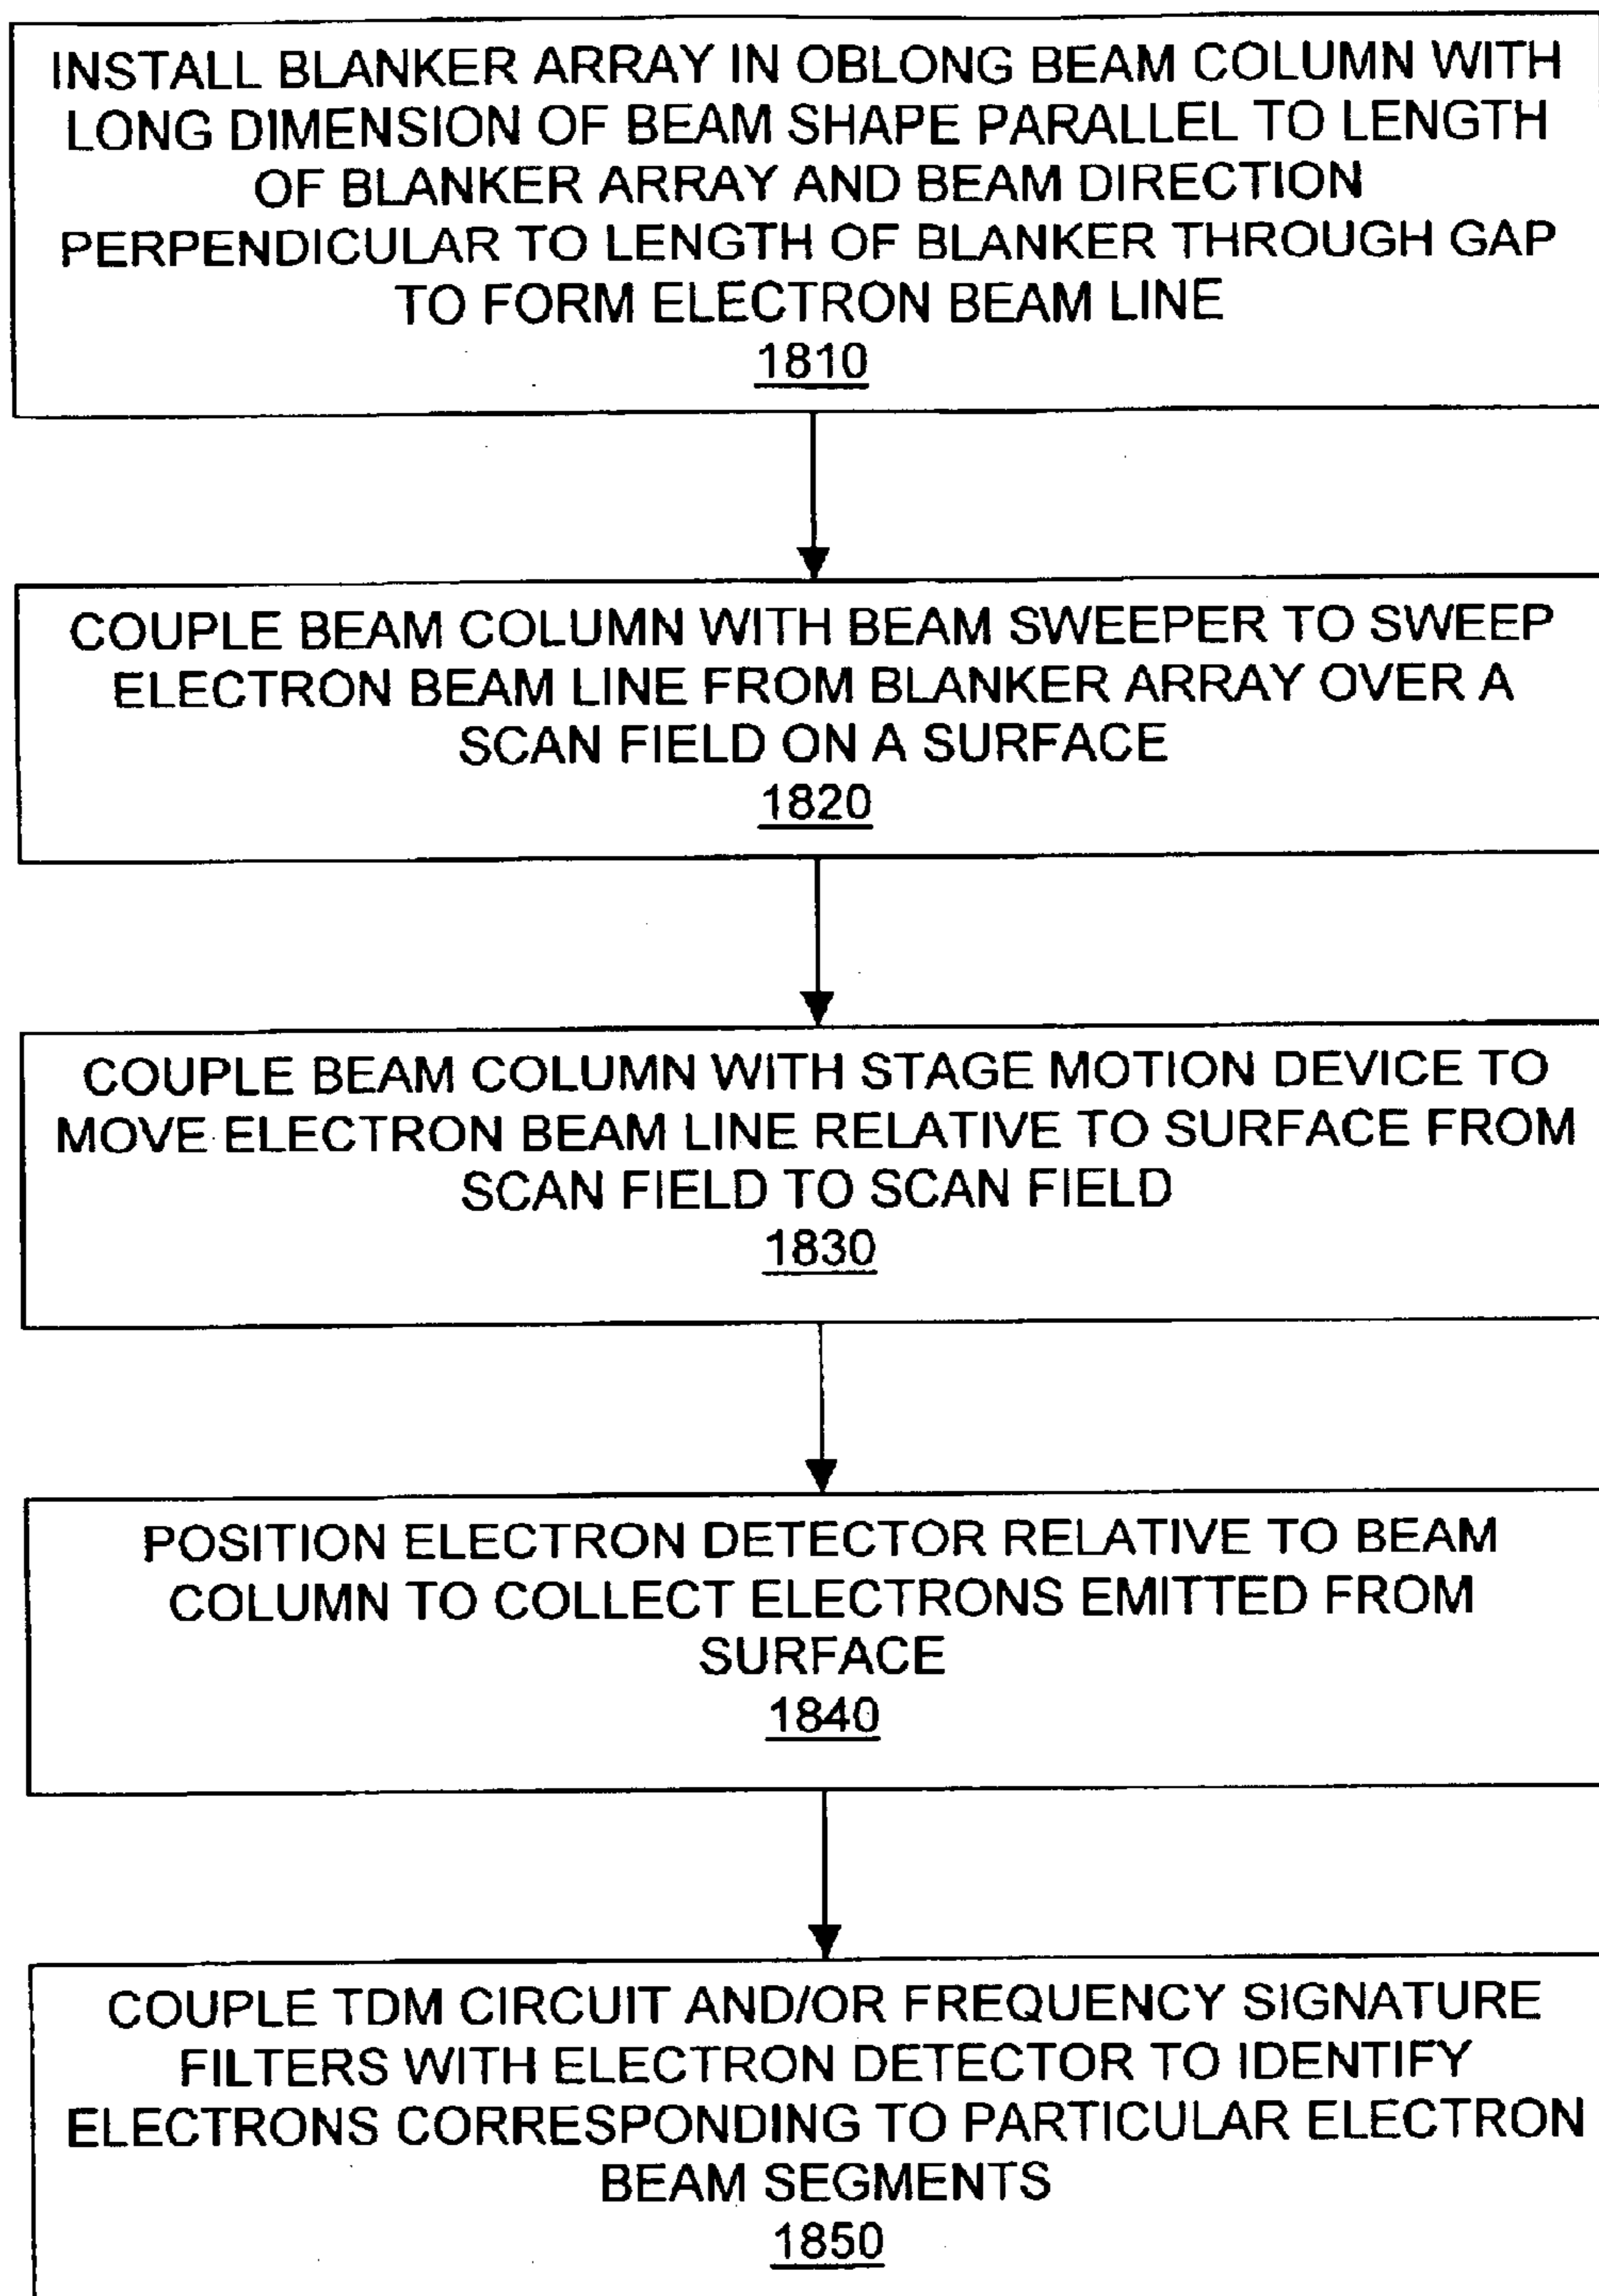 INSTALL BLANKER ARRAY IN OBLONG BEAM COLUMN WITH
LONG DIMENSION OF BEAM SHAPE PARALLEL TO LENGTH
OF BLANKER ARRAY AND BEAM DIRECTION
PERPENDICULAR TO LENGTH OF BLANKER THROUGH GAP
TO FORM ELECTRON BEAM LINE
1810
COUPLE BEAM COLUMN WITH BEAM SWEEPER TO SWEEP
ELECTRON BEAM LINE FROM BLANKER ARRAY OVER A
SCAN FIELD ON A SURFACE
1820
COUPLE BEAM COLUMN WITH STAGE MOTION DEVICE TO
MOVE ELECTRON BEAM LINE RELATIVE TO SURFACE FROM
SCAN FIELD TO SCAN FIELD
1830
POSITION ELECTRON DETECTOR RELATIVE TO BEAM
COLUMN TO COLLECT ELECTRONS EMITTED FROM
SURFACE
1840
COUPLE TDM CIRCUIT AND/OR FREQUENCY SIGNATURE
FILTERS WITH ELECTRON DETECTOR TO IDENTIFY
ELECTRONS CORRESPONDING TO PARTICULAR ELECTRON
BEAM SEGMENTS
1850